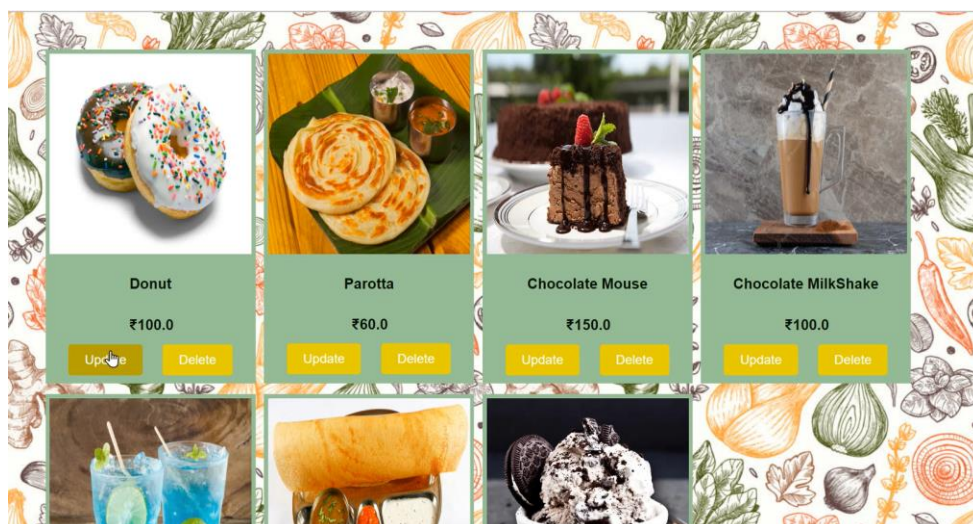 Donut
₹100.0
Update
Delete
Parotta
₹60.0
Update
Delete
Chocolate Mouse
₹150.0
Update
Delete
Chocolate MilkShake
₹100.0
Update
Delete